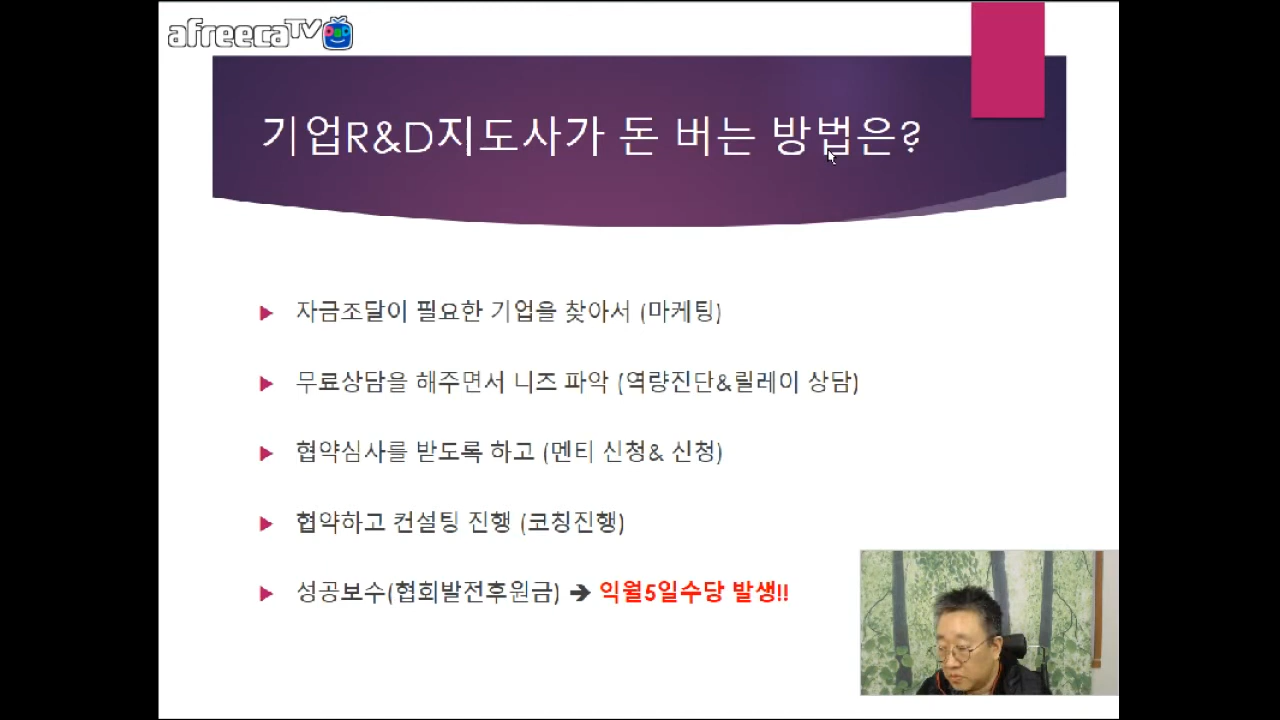 afreecaTV
기업R&D지도사가 돈 버는 방법은?
자금조달이 필요한 기업을 찾아서 (마케팅)
무료상담을 해주면서 니즈 파악 (역량진단&릴레이 상담)
협약심사를 받도록 하고 (멘티 신청& 신청)
협약하고 컨설팅 진행 (코칭진행)
성공보수(협회발전후원금) ➔ 익월5일수당 발생!!